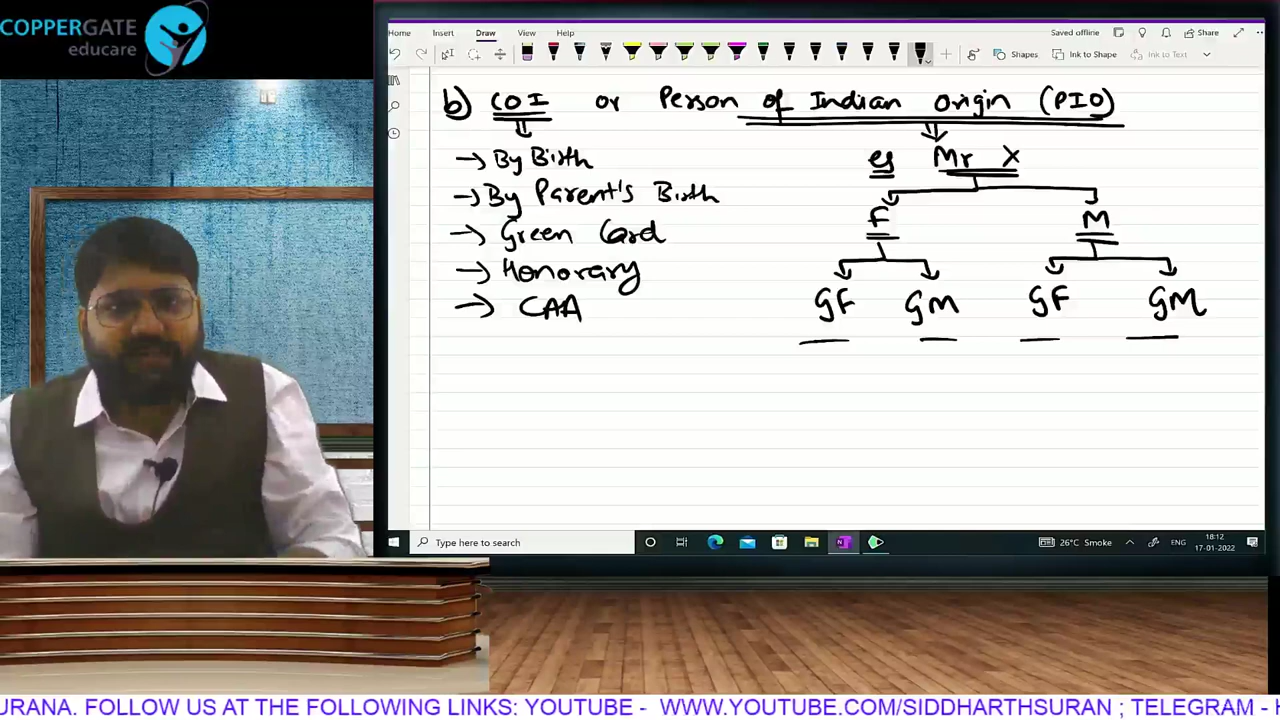 COPPERGATE
educare
Home Insert Draw View Help
Saved offline
Share
Shapes
Ink to Shape
Ink to Text
b) COI or Person of Indian Origin (PIO)
→ By Birth
→ By Parent's Birth
→ Green Card
→ Honorary
→ CAA
eg Mr X
F M
GF GM GF GM
Type here to search
26°C Smoke
ENG
18:12
17-01-2022
URANA. FOLLOW US AT THE FOLLOWING LINKS: YOUTUBE - WWW.YOUTUBE.COM/SIDDHARTHSURAN ; TELEGRAM -